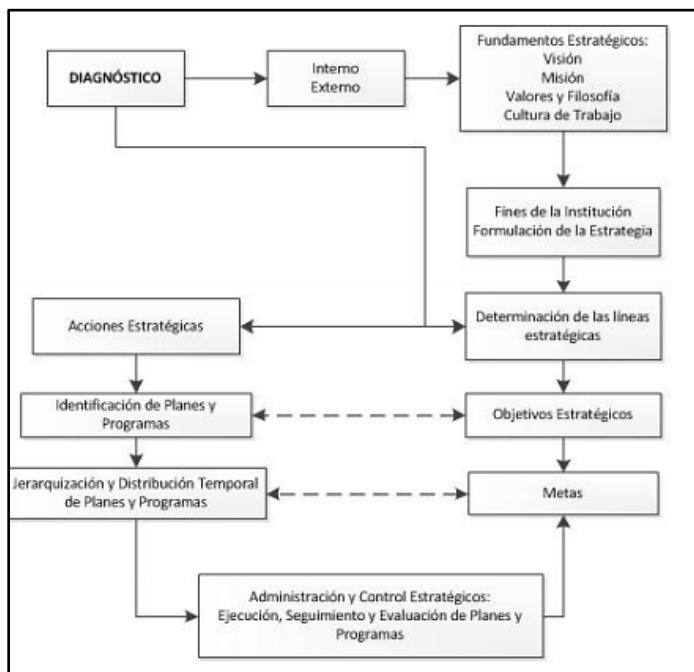 DIAGNÓSTICO
Interno
Externo
Fundamentos Estratégicos:
Visión
Misión
Valores y Filosofía
Cultura de Trabajo
Fines de la Institución
Formulación de la Estrategia
Acciones Estratégicas
Determinación de las líneas
estratégicas
Identificación de Planes y
Programas
Objetivos Estratégicos
Jerarquización y Distribución Temporal
de Planes y Programas
Metas
Administración y Control Estratégicos:
Ejecución, Seguimiento y Evaluación de Planes y
Programas